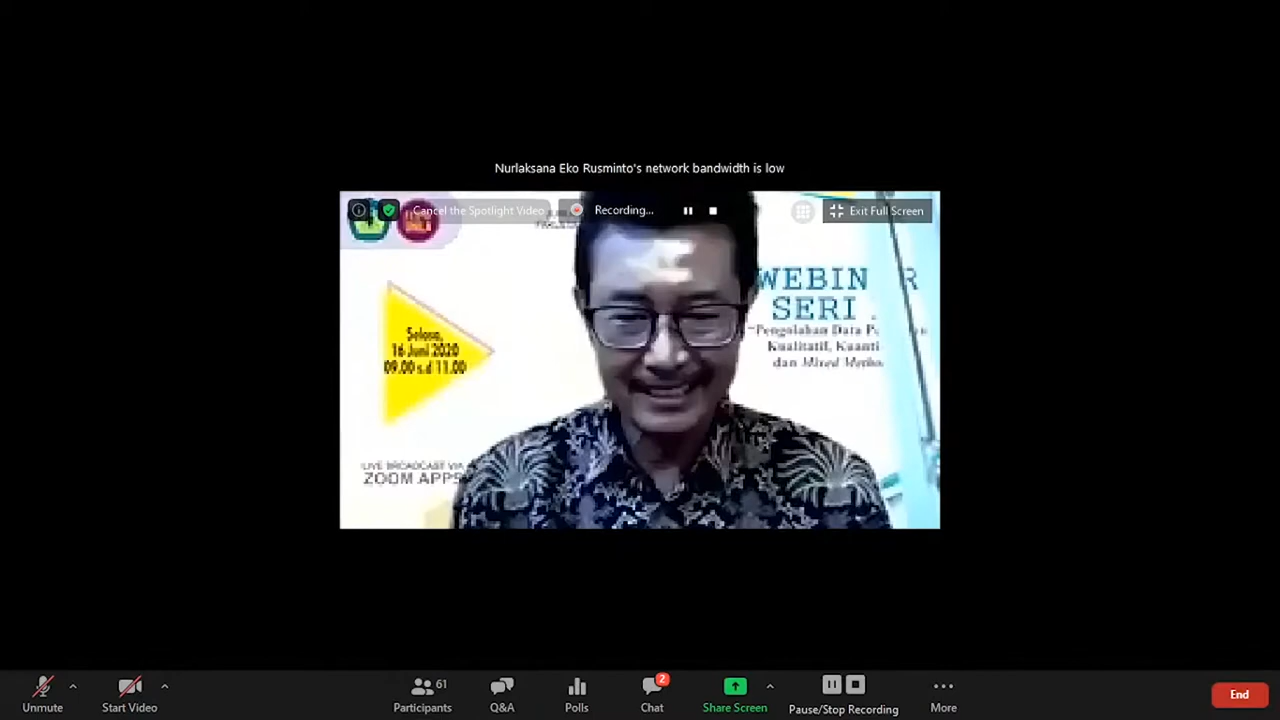 Nurlaksana Eko Rusminto's network bandwidth is low
Cancel the Spotlight Video
Recording...
Exit Full Screen
WEBIN R
SERI
"Pengolahan Data
Kualitatif,
dan Mixed
Selasa,
16 Juni 2020
09.00 s.d 11.00
LIVE BROADCAST VIA
ZOOM APPS
Unmute
Start Video
61
Participants
Q&A
Polls
2
Chat
Share Screen
Pause/Stop Recording
More
End